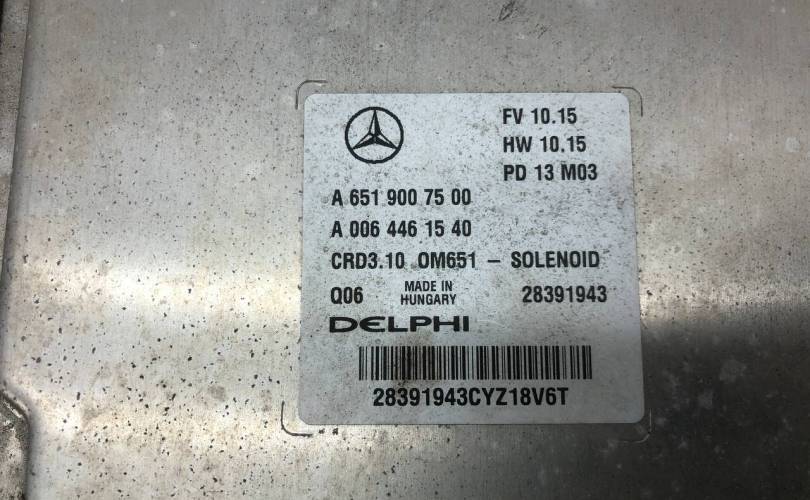 FV 10.15
HW 10.15
PD 13 M03
A 651 900 75 00
A 006 446 15 40
CRD3.10 OM651 – SOLENOID
Q06 MADE IN HUNGARY 28391943
DELPHI
28391943CYZ18V6T